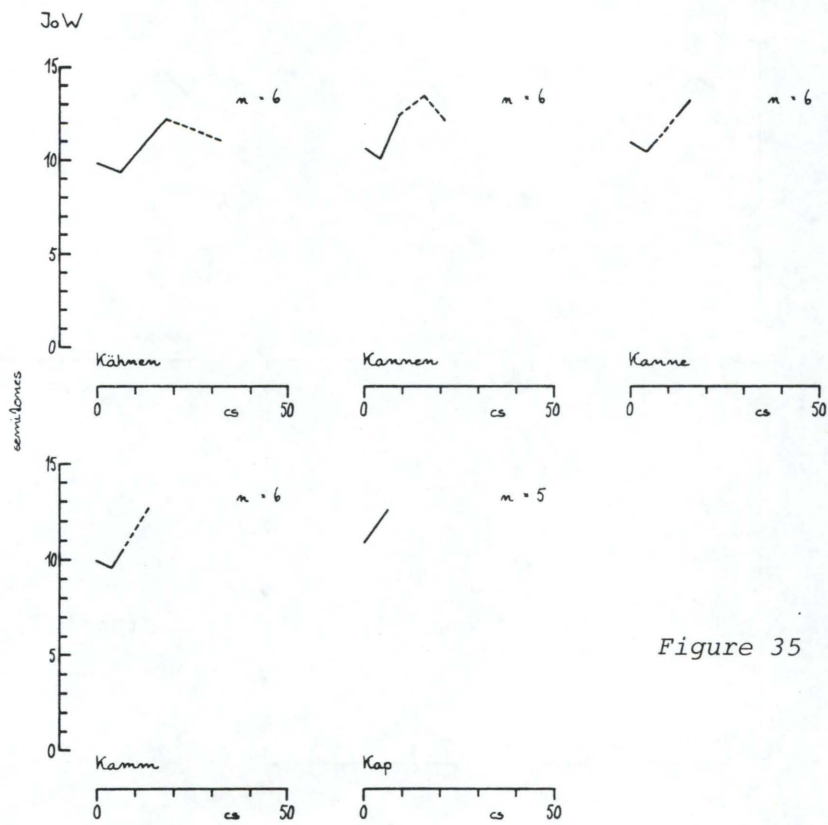 JoW
15
10
5
0
semitones
n = 6
Kähnen
0 cs 50
n = 6
Kannen
0 cs 50
n = 6
Kanne
0 cs 50
15
10
5
0
n = 6
Kamm
0 cs 50
n = 5
Kap
0 cs 50
Figure 35